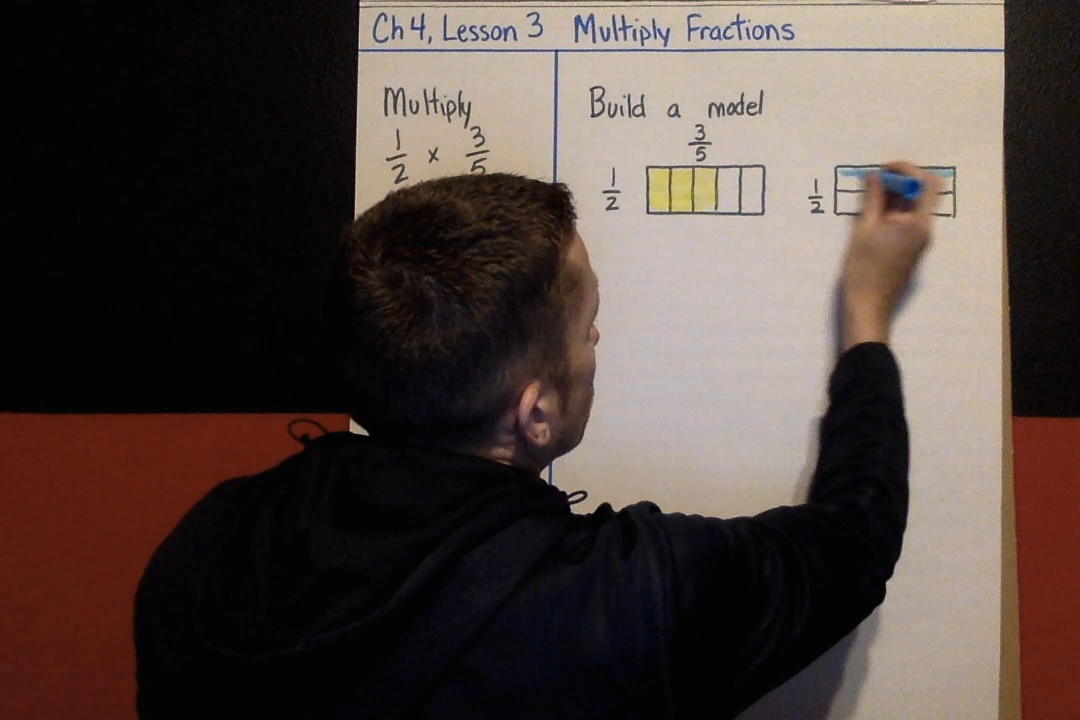 Ch 4, Lesson 3 Multiply Fractions
Multiply
1/2 x 3/5
Build a model
3/5
1/2
1/2